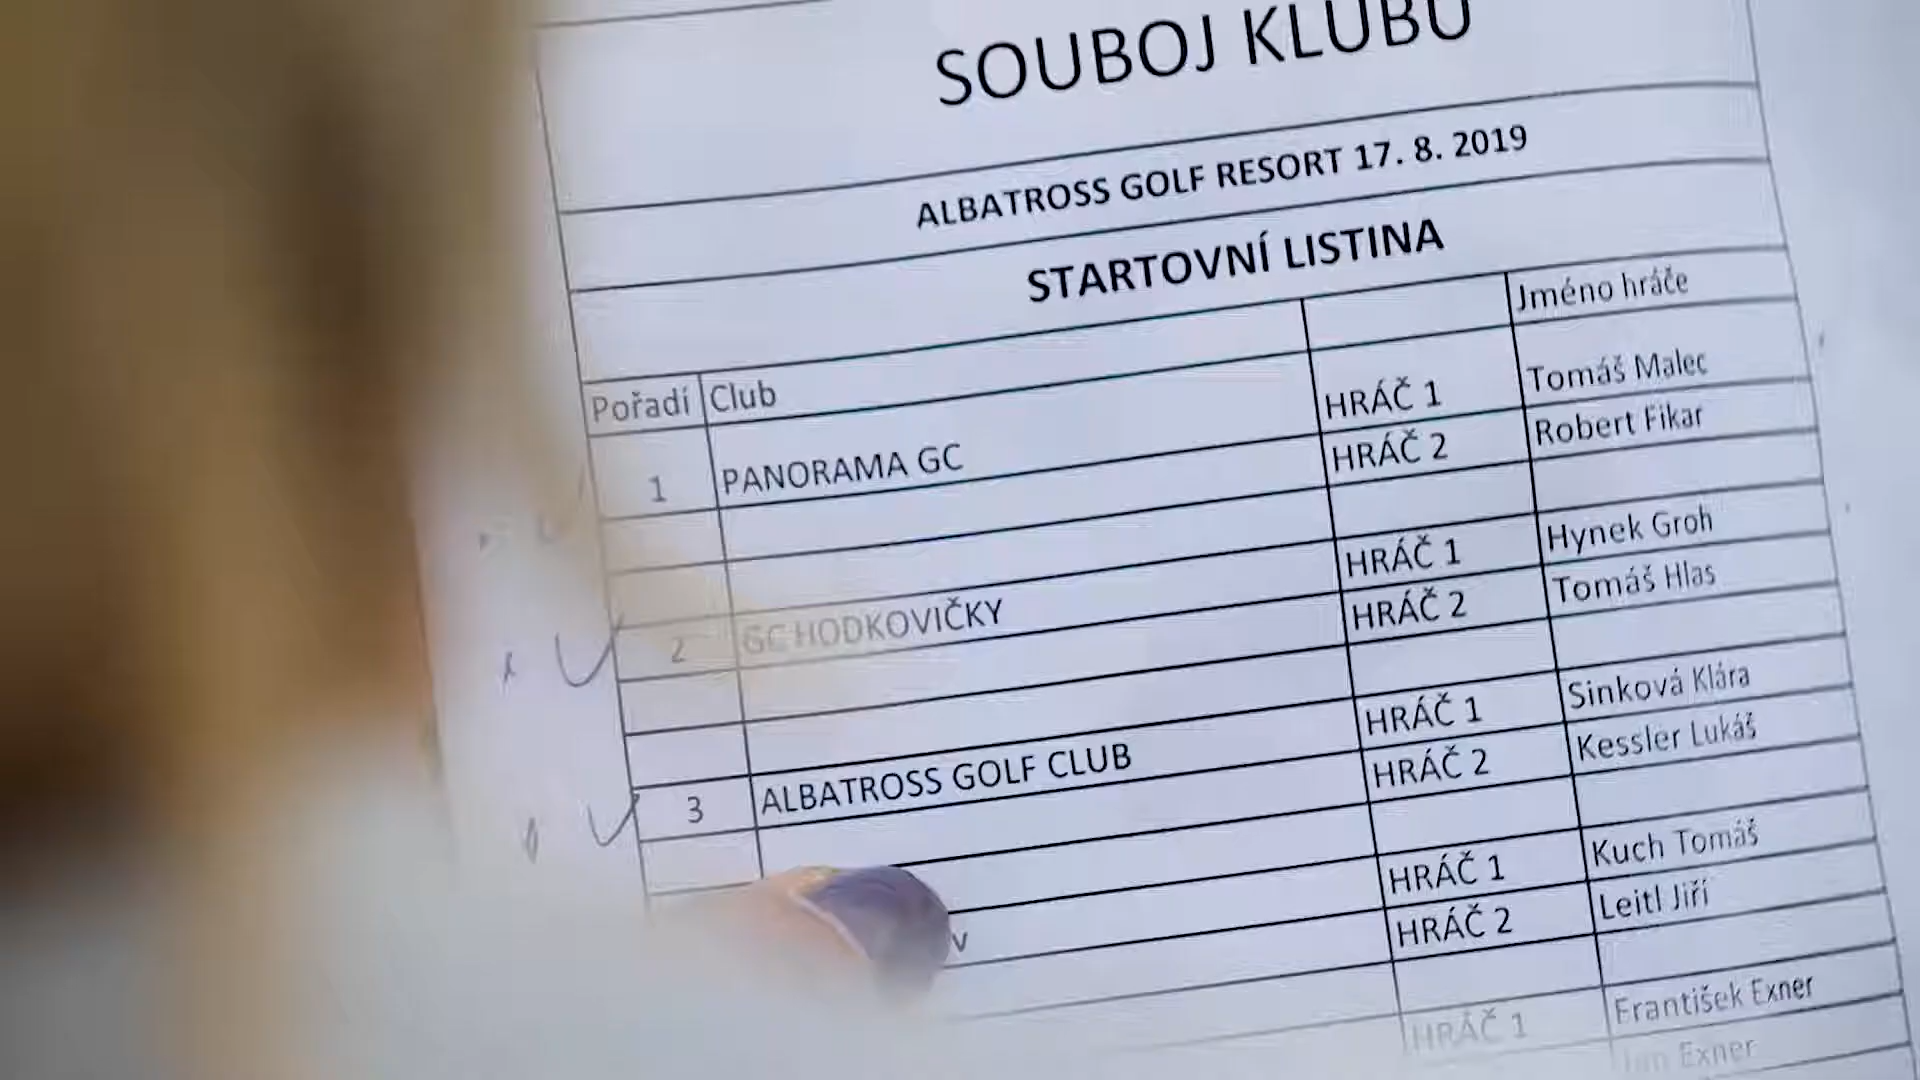 SOUBOJ KLUBŮ
ALBATROSS GOLF RESORT 17. 8. 2019
STARTOVNÍ LISTINA
Pořadí Club Jméno hráče
1 PANORAMA GC HRÁČ 1 Tomáš Malec
HRÁČ 2 Robert Fikar
2 GC HODKOVIČKY HRÁČ 1 Hynek Groh
HRÁČ 2 Tomáš Hlas
3 ALBATROSS GOLF CLUB HRÁČ 1 Sinková Klára
HRÁČ 2 Kessler Lukáš
HRÁČ 1 Kuch Tomáš
HRÁČ 2 Leitl Jiří
HRÁČ 1 František Exner
Exner